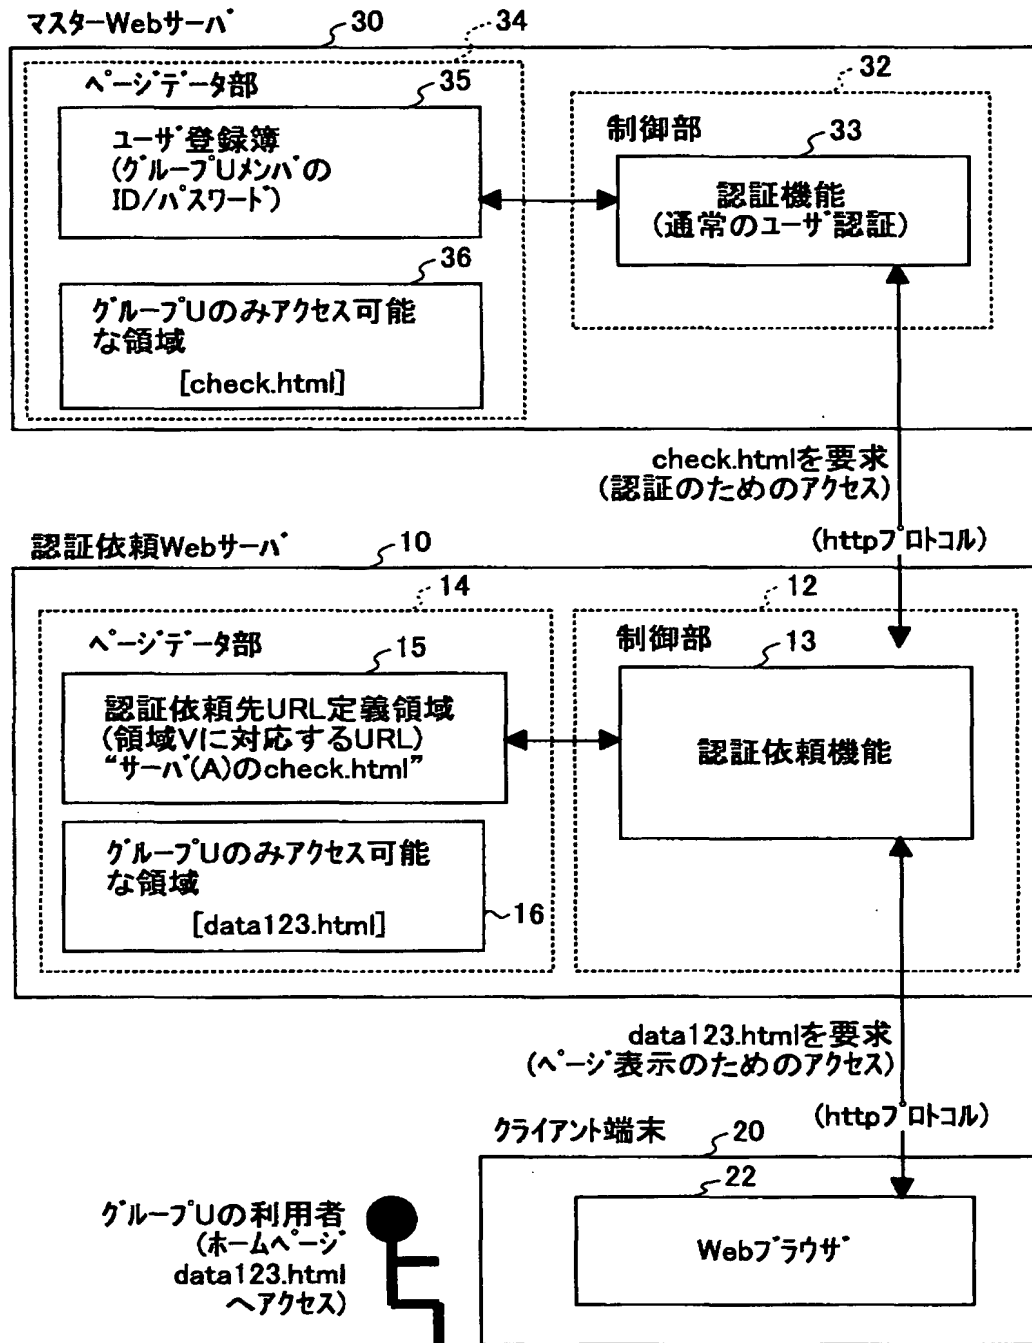 マスターWebサーバ
30
34
ページデータ部
35
ユーザ登録簿
(グループUメンバの
ID/パスワード)
36
グループUのみアクセス可能
な領域
[check.html]
32
制御部
33
認証機能
(通常のユーザ認証)
check.htmlを要求
(認証のためのアクセス)
(httpプロトコル)
認証依頼Webサーバ
10
14
ページデータ部
15
認証依頼先URL定義領域
(領域Vに対応するURL)
“サーバ(A)のcheck.html”
グループUのみアクセス可能
な領域
[data123.html]
16
12
制御部
13
認証依頼機能
data123.htmlを要求
(ページ表示のためのアクセス)
(httpプロトコル)
クライアント端末
20
22
Webブラウザ
グループUの利用者
(ホームページ
data123.html
へアクセス)